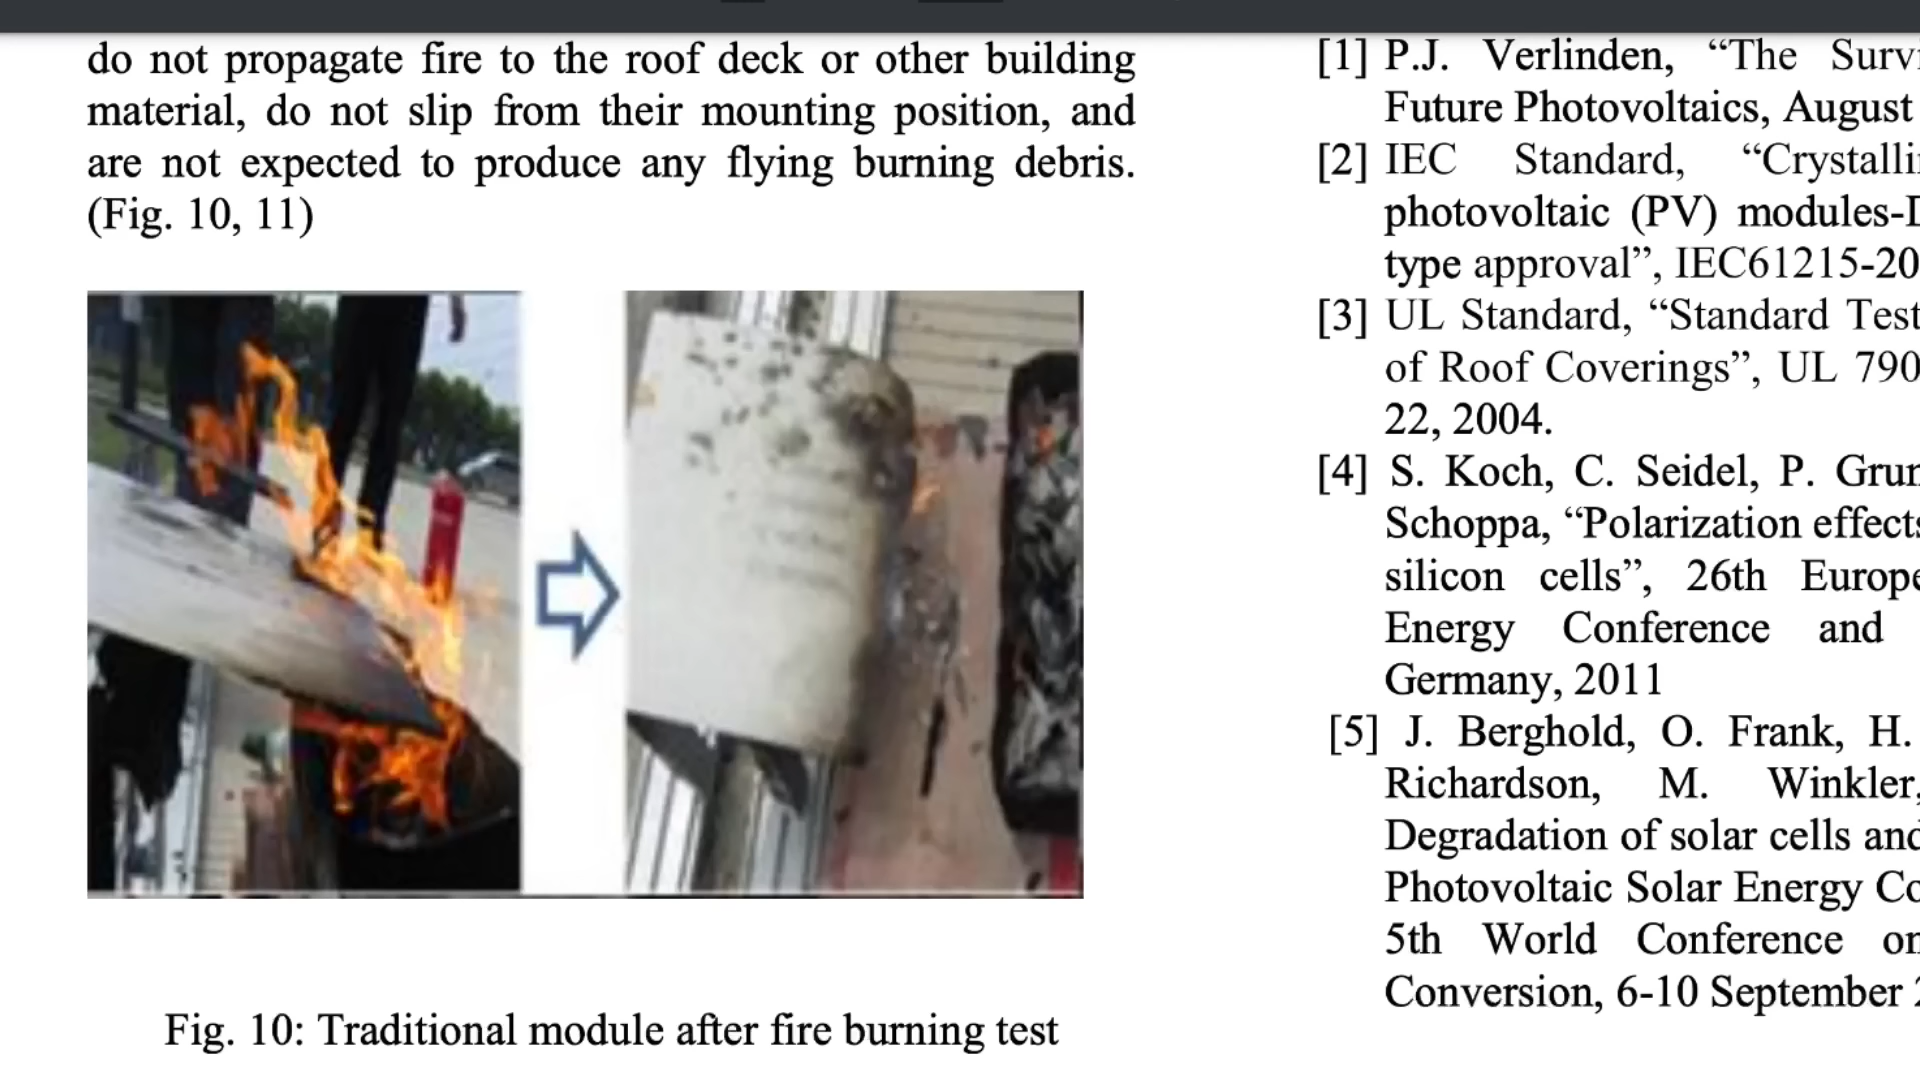 do not propagate fire to the roof deck or other building
material, do not slip from their mounting position, and
are not expected to produce any flying burning debris.
(Fig. 10, 11)
Fig. 10: Traditional module after fire burning test
[1] P.J. Verlinden, “The
Future Photovoltaics, August
[2] IEC Standard,
photovoltaic (PV)
type approval”,
[3] UL Standard, “Standard Test
of Roof Coverings”, UL 790
22, 2004.
[4] S. Koch, C. Seidel, P.
Schoppa, “Polarization effects
silicon cells”, 26th
Energy Conference and
Germany, 2011
[5] J. Berghold, O. Frank, H.
Richardson, M. Winkler,
Degradation of solar cells and
Photovoltaic Solar Energy
5th World Conference on
Conversion, 6-10 September